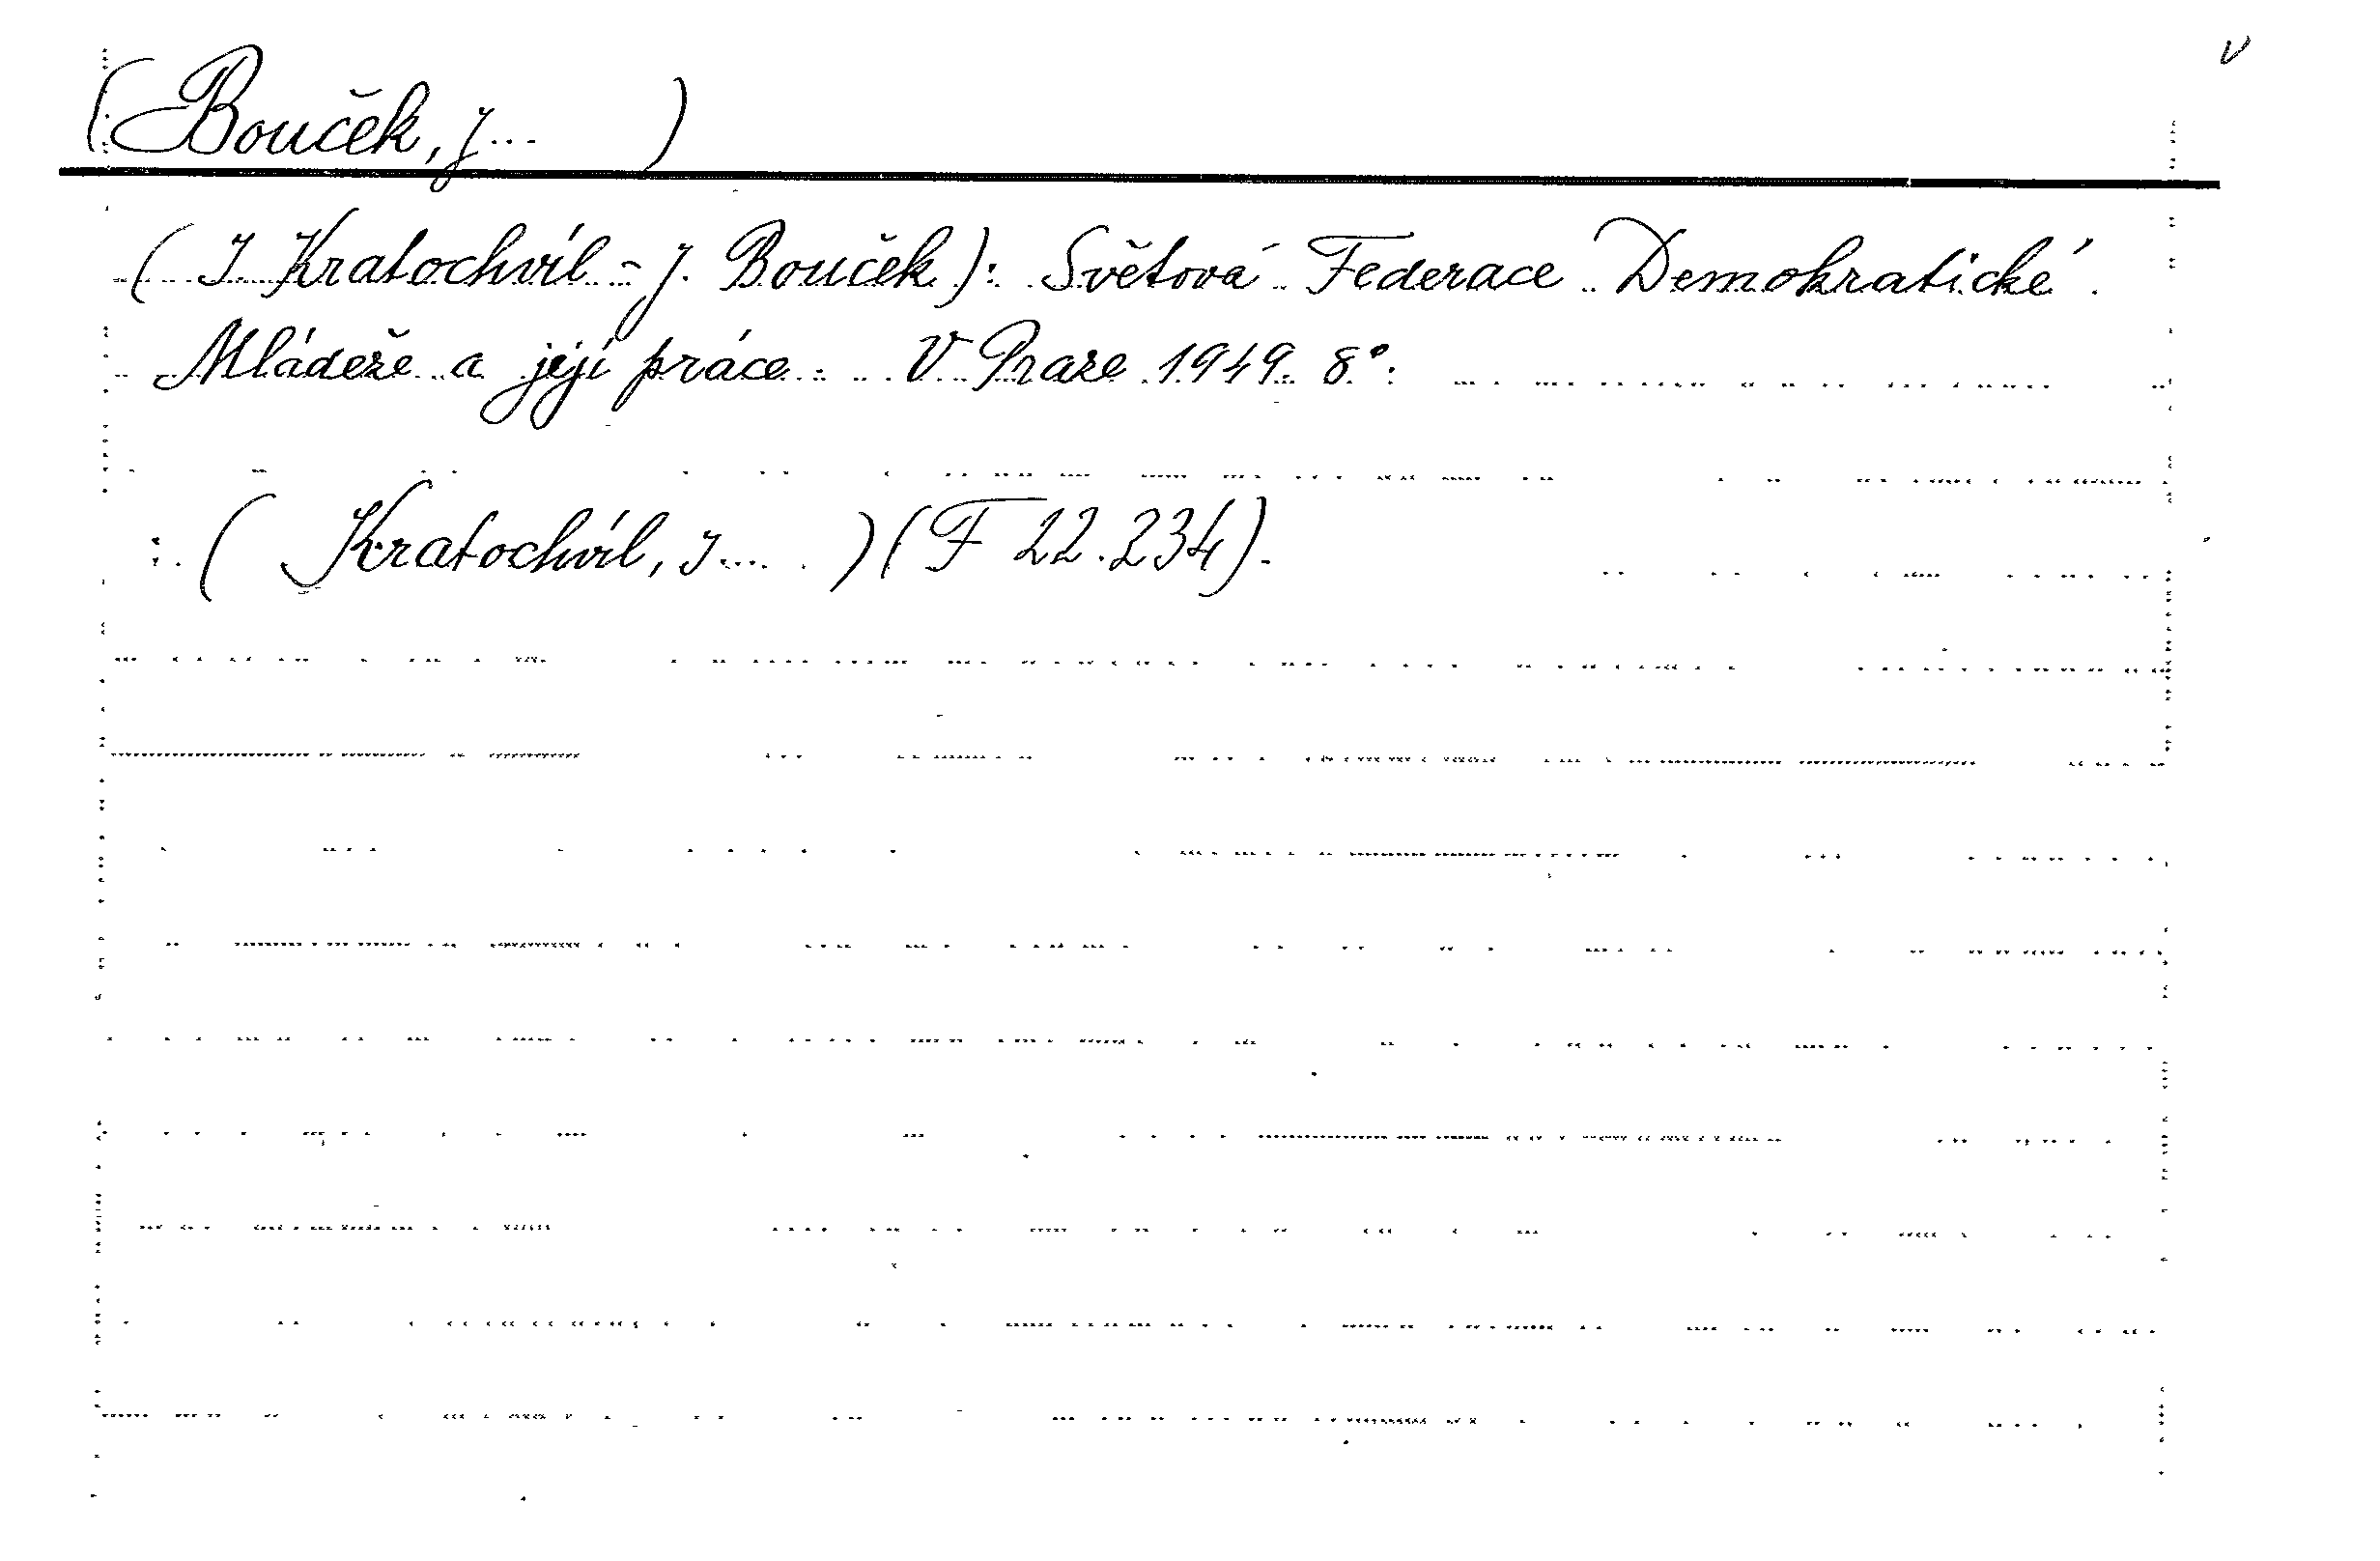 v
(Bouček, J... )
(I. Kratochvíl - J. Bouček): Světová Federace Demokratické
Mládeže a její práce. V Praze 1949. 8°.
: ( Kratochvíl, I... ) (F 22.234).